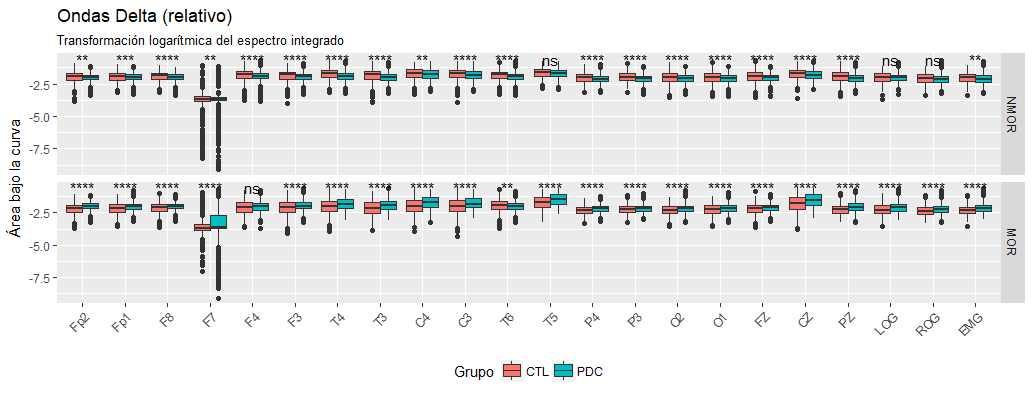 Ondas Delta (relativo)
Transformación logarítmica del espectro integrado
** *** *** ** **** **** **** **** ** **** **** ns **** **** **** **** *** **** **** ns ns **
-2.5
-5.0
-7.5
NMOR
**** **** **** **** ns **** **** *** **** **** ** **** **** **** **** **** **** **** **** **** **** ****
-2.5
-5.0
-7.5
MOR
Área bajo la curva
Fp2 Fp1 F8 F7 F4 F3 T4 T3 C4 C3 T6 T5 P4 P3 O2 O1 FZ CZ PZ LOG ROG EMG
Grupo CTL PDC